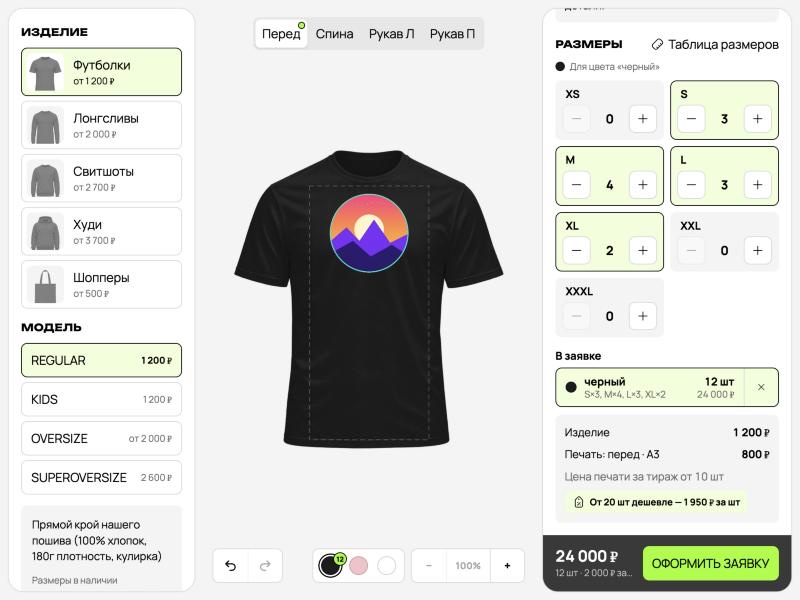 ИЗДЕЛИЕ
Футболки
от 1 200 ₽
Лонгсливы
от 2 000 ₽
Свитшоты
от 2 700 ₽
Худи
от 3 700 ₽
Шопперы
от 500 ₽
МОДЕЛЬ
REGULAR 1 200 ₽
KIDS 1 200 ₽
OVERSIZE от 2 000 ₽
SUPEROVERSIZE 2 600 ₽
Прямой крой нашего
пошива (100% хлопок,
180г плотность, кулирка)
Размеры в наличии
Перед Спина Рукав Л Рукав П
12
− 100% +
РАЗМЕРЫ Таблица размеров
Для цвета «черный»
XS
− 0 +
S
− 3 +
M
− 4 +
L
− 3 +
XL
− 2 +
XXL
− 0 +
XXXL
− 0 +
В заявке
черный 12 шт
S×3, M×4, L×3, XL×2 24 000 ₽
Изделие 1 200 ₽
Печать: перед · А3 800 ₽
Цена печати за тираж от 10 шт
От 20 шт дешевле — 1 950 ₽ за шт
24 000 ₽
12 шт · 2 000 ₽ за...
ОФОРМИТЬ ЗАЯВКУ